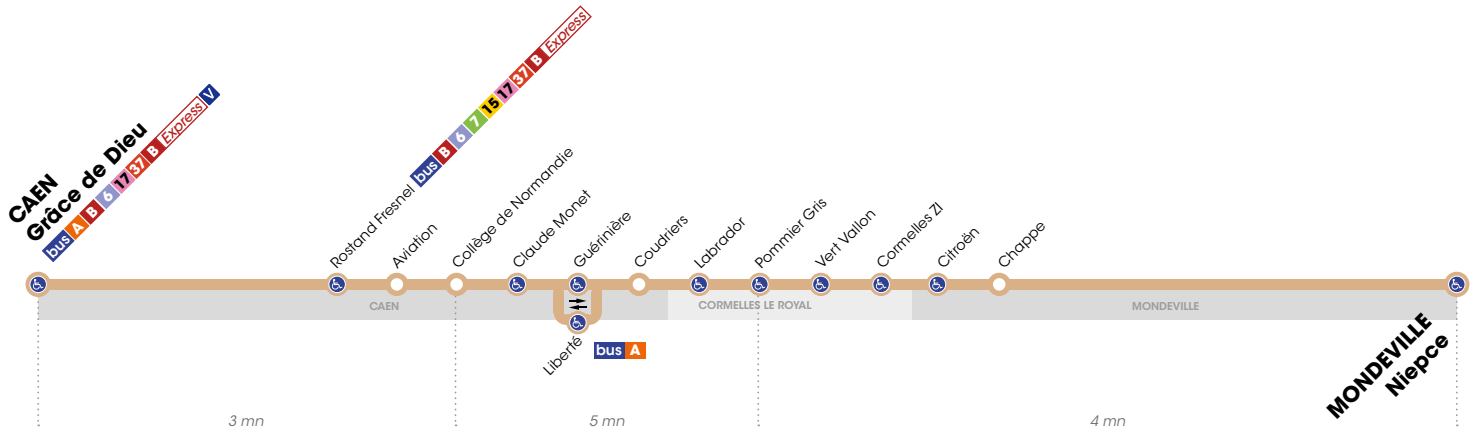 CAEN
Grâce de Dieu
bus A B 6 17 37 B Express V
Rostand Fresnel
bus B 6 7 15 17 37 B Express
Aviation
Collège de Normandie
Claude Monet
Guérinière
Coudriers
Labrador
Pommier Gris
Vert Vallon
Cormelles ZI
Citroën
Chappe
CAEN
CORMELLES LE ROYAL
MONDEVILLE
Liberté
bus A
MONDEVILLE
Niepce
3 mn
5 mn
4 mn